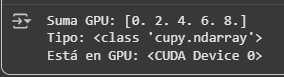 Suma GPU: [0. 2. 4. 6. 8.]
Tipo: <class 'cupy.ndarray'>
Está en GPU: <CUDA Device 0>